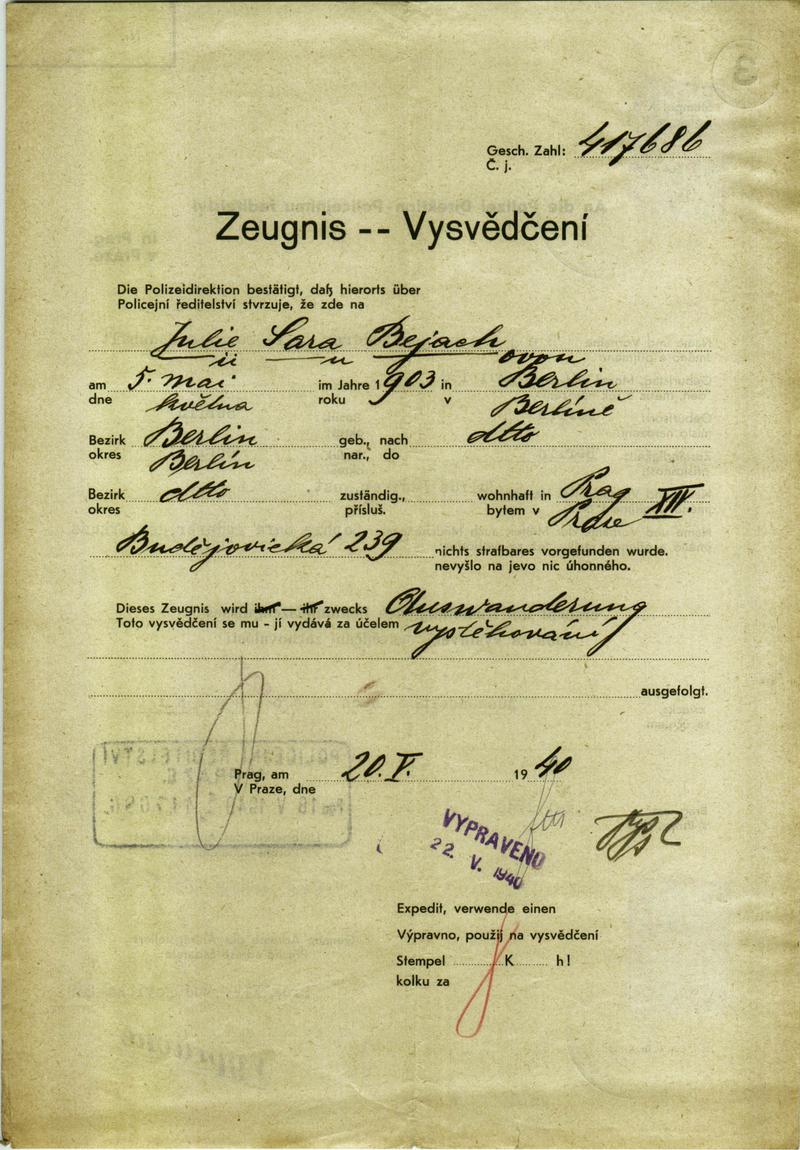 Gesch. Zahl: 417686
Č. j.
Zeugnis -- Vysvědčení
Die Polizeidirektion bestätigt, daß hierorts über
Policejní ředitelství stvrzuje, že zde na
Julie Sara Bejach
ii u ovou
am 5. mai im Jahre 1903 in Berlin
dne května roku v Berlíně
Bezirk Berlin geb., nach dtto
okres Berlín nar., do
Bezirk dtto zuständig., wohnhaft in Prag XIV.
okres přísluš. bytem v Praze
Budějovická 239 nichts strafbares vorgefunden wurde.
nevyšlo na jevo nic úhonného.
Dieses Zeugnis wird ihm — ihr zwecks Auswanderung
Toto vysvědčení se mu - jí vydává za účelem vystěhování
ausgefolgt.
Prag, am 20. V. 1940
V Praze, dne
VYPRAVENO
22. V. 1940
Expedit, verwende einen
Výpravno, použij na vysvědčení
Stempel K h!
kolku za